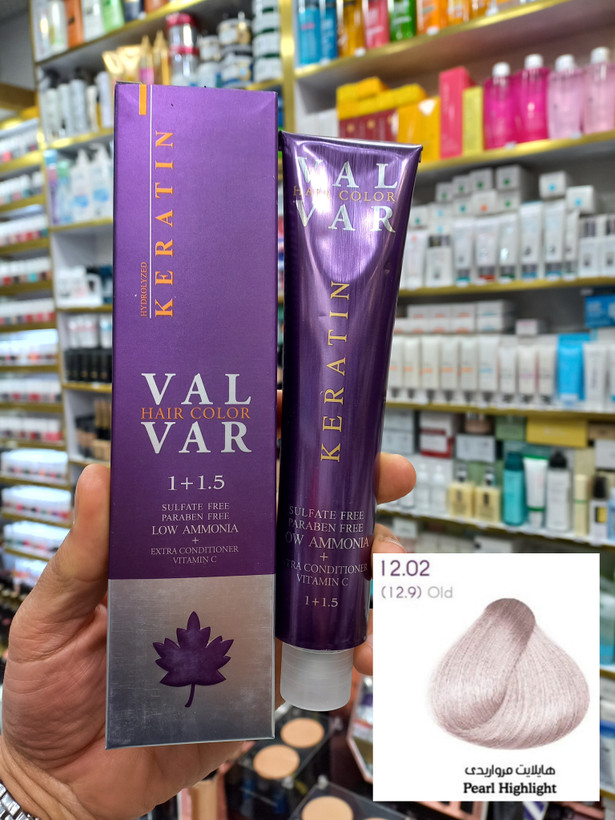 HYDROLYZED
KERATIN
VAL
HAIR COLOR
VAR
1+1.5
SULFATE FREE
PARABEN FREE
LOW AMMONIA
+
EXTRA CONDITIONER
VITAMIN C
VAL
HAIR COLOR
VAR
KERATIN
SULFATE FREE
PARABEN FREE
OW AMMONIA
+
TRA CONDITIONER
VITAMIN C
1+1.5
12.02
(12.9) Old
هایلایت مرواریدی
Pearl Highlight